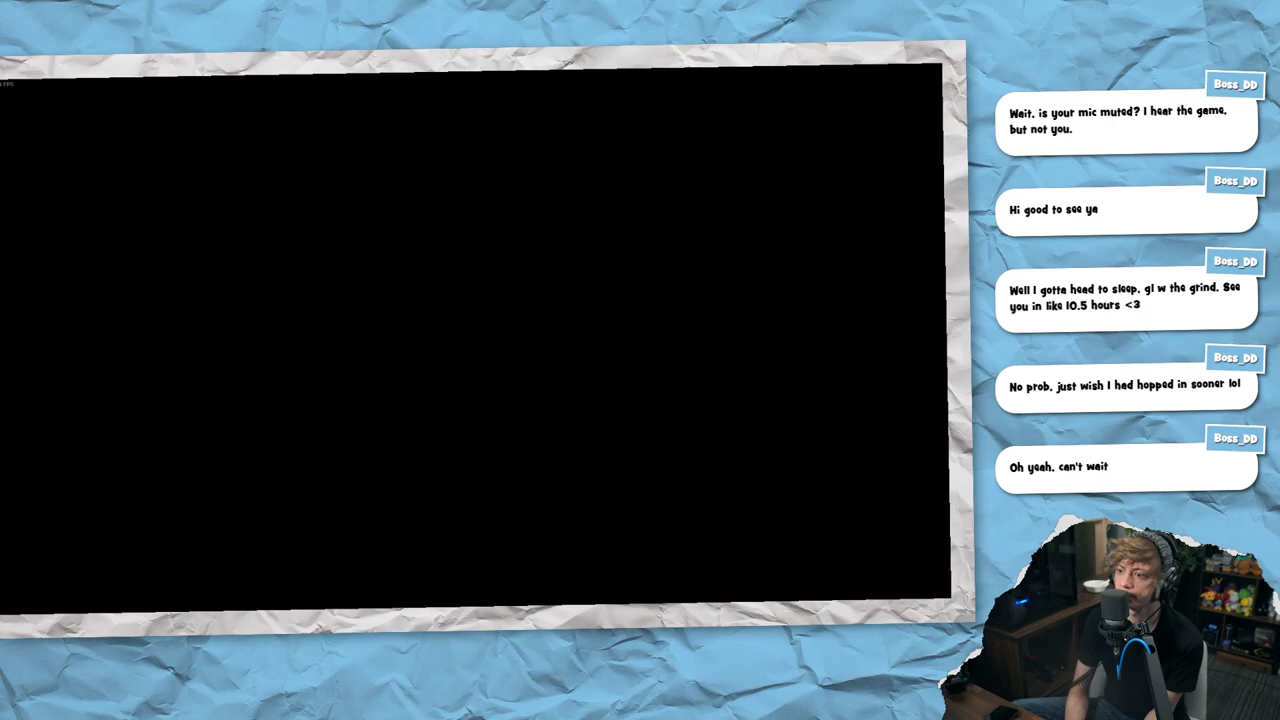 FPS
Boss_DD
Wait, is your mic muted? I hear the game,
but not you.
Boss_DD
Hi good to see ya
Boss_DD
Well I gotta head to sleep, gl w the grind. See
you in like 10.5 hours <3
Boss_DD
No prob, just wish I had hopped in sooner lol
Boss_DD
Oh yeah, can't wait